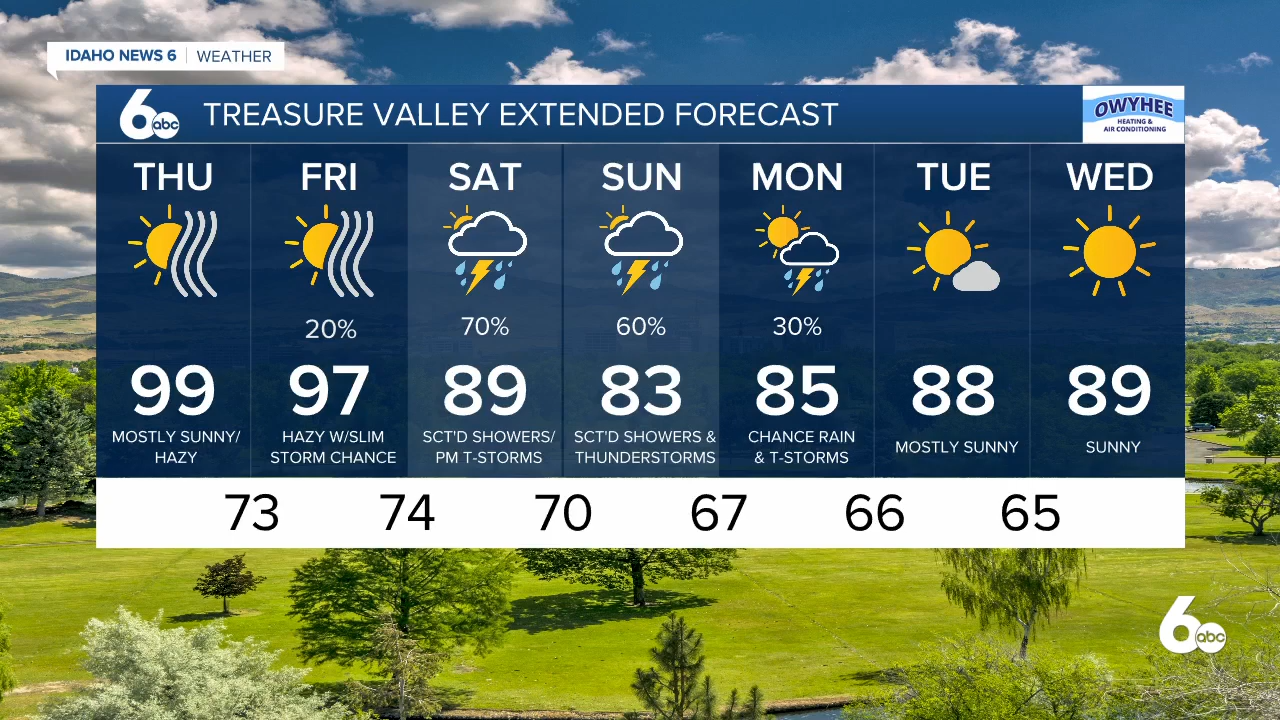 IDAHO NEWS 6 | WEATHER
6abc TREASURE VALLEY EXTENDED FORECAST
OWYHEE
HEATING &
AIR CONDITIONING
THU FRI SAT SUN MON TUE WED
20% 70% 60% 30%
99 97 89 83 85 88 89
MOSTLY SUNNY/
HAZY
HAZY W/SLIM
STORM CHANCE
SCT'D SHOWERS/
PM T-STORMS
SCT'D SHOWERS &
THUNDERSTORMS
CHANCE RAIN
& T-STORMS
MOSTLY SUNNY
SUNNY
73 74 70 67 66 65
6abc